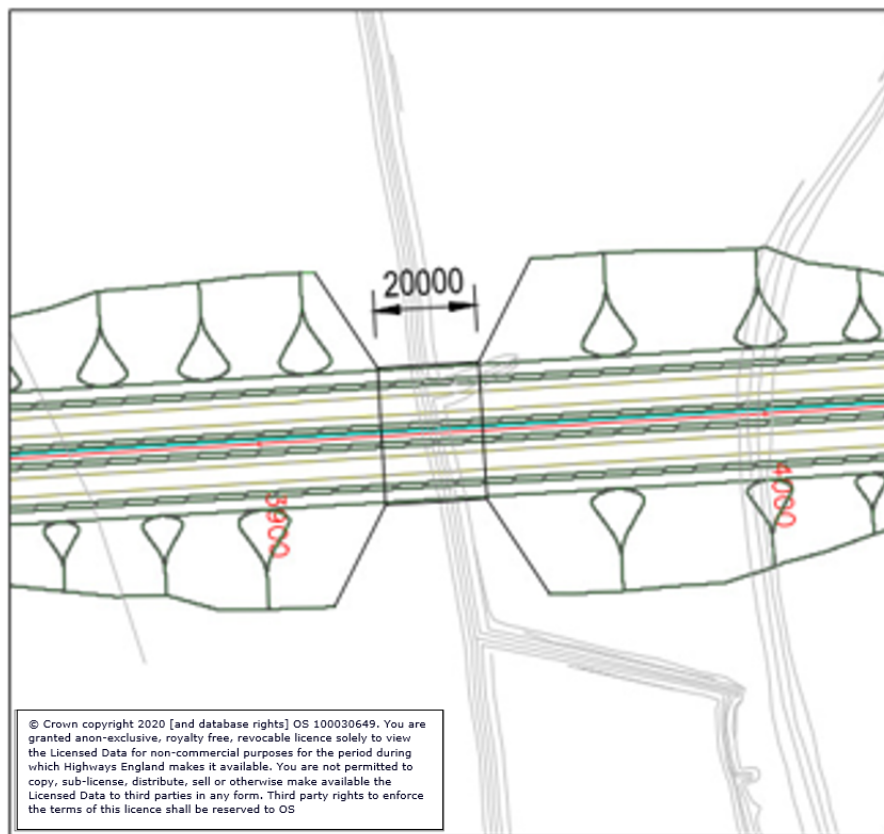 20000
3900
4000
© Crown copyright 2020 [and database rights] OS 100030649. You are
granted anon-exclusive, royalty free, revocable licence solely to view
the Licensed Data for non-commercial purposes for the period during
which Highways England makes it available. You are not permitted to
copy, sub-license, distribute, sell or otherwise make available the
Licensed Data to third parties in any form. Third party rights to enforce
the terms of this licence shall be reserved to OS